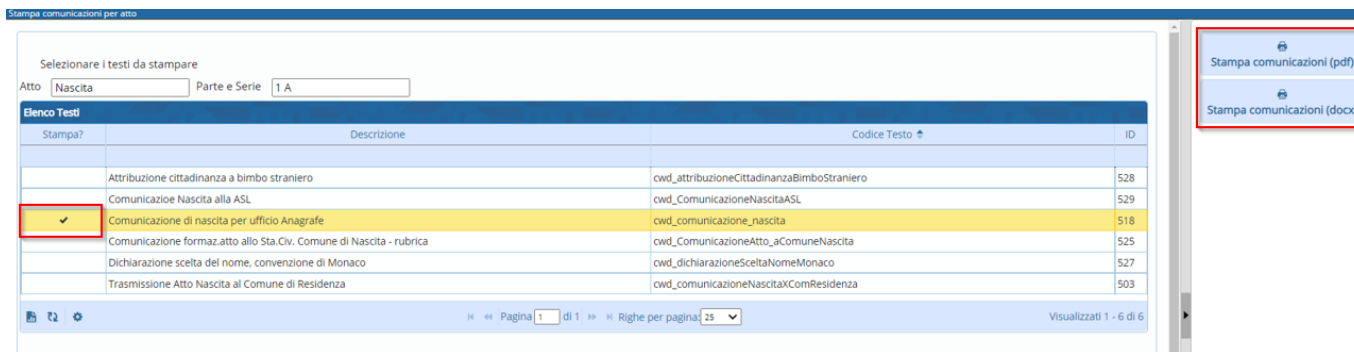 Stampa comunicazioni per atto
Selezionare i testi da stampare
Atto Nascita Parte e Serie 1 A
Elenco Testi
Stampa? Descrizione Codice Testo ID
Attribuzione cittadinanza a bimbo straniero cwd_attribuzioneCittadinanzaBimboStraniero 528
Comunicazioe Nascita alla ASL cwd_ComunicazioneNascitaASL 529
✔ Comunicazione di nascita per ufficio Anagrafe cwd_comunicazione_nascita 518
Comunicazione formaz.atto allo Sta.Civ. Comune di Nascita - rubrica cwd_ComunicazioneAtto_aComuneNascita 525
Dichiarazione scelta del nome, convenzione di Monaco cwd_dichiarazioneSceltaNomeMonaco 527
Trasmissione Atto Nascita al Comune di Residenza cwd_comunicazioneNascitaXComResidenza 503
Pagina 1 di 1 Righe per pagina: 25 Visualizzati 1 - 6 di 6
Stampa comunicazioni (pdf)
Stampa comunicazioni (docx